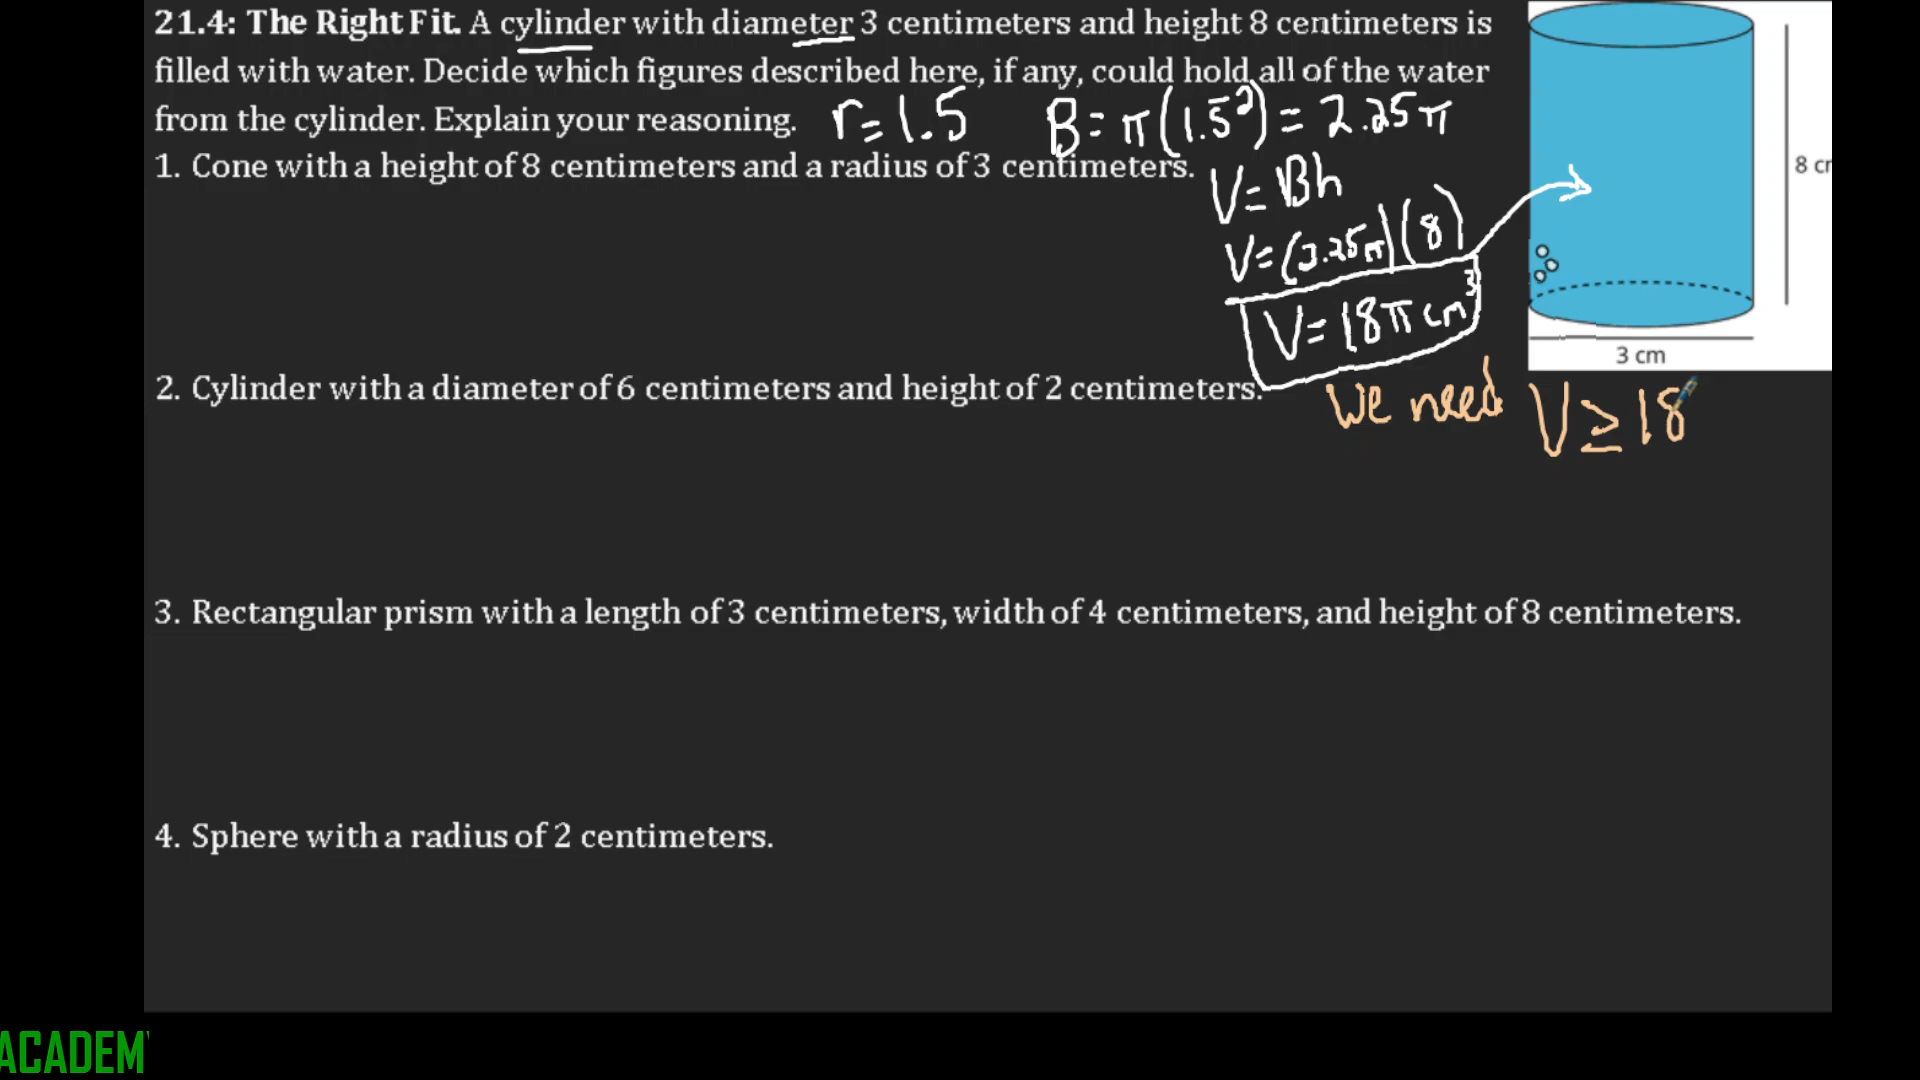 21.4: The Right Fit. A cylinder with diameter 3 centimeters and height 8 centimeters is
filled with water. Decide which figures described here, if any, could hold all of the water
from the cylinder. Explain your reasoning.
r=1.5
B=π(1.5²)=2.25π
1. Cone with a height of 8 centimeters and a radius of 3 centimeters.
V=Bh
V=(2.25π)(8)
V=18π cm³
8 cr
3 cm
2. Cylinder with a diameter of 6 centimeters and height of 2 centimeters.
We need V≥18
3. Rectangular prism with a length of 3 centimeters, width of 4 centimeters, and height of 8 centimeters.
4. Sphere with a radius of 2 centimeters.
ACADEM